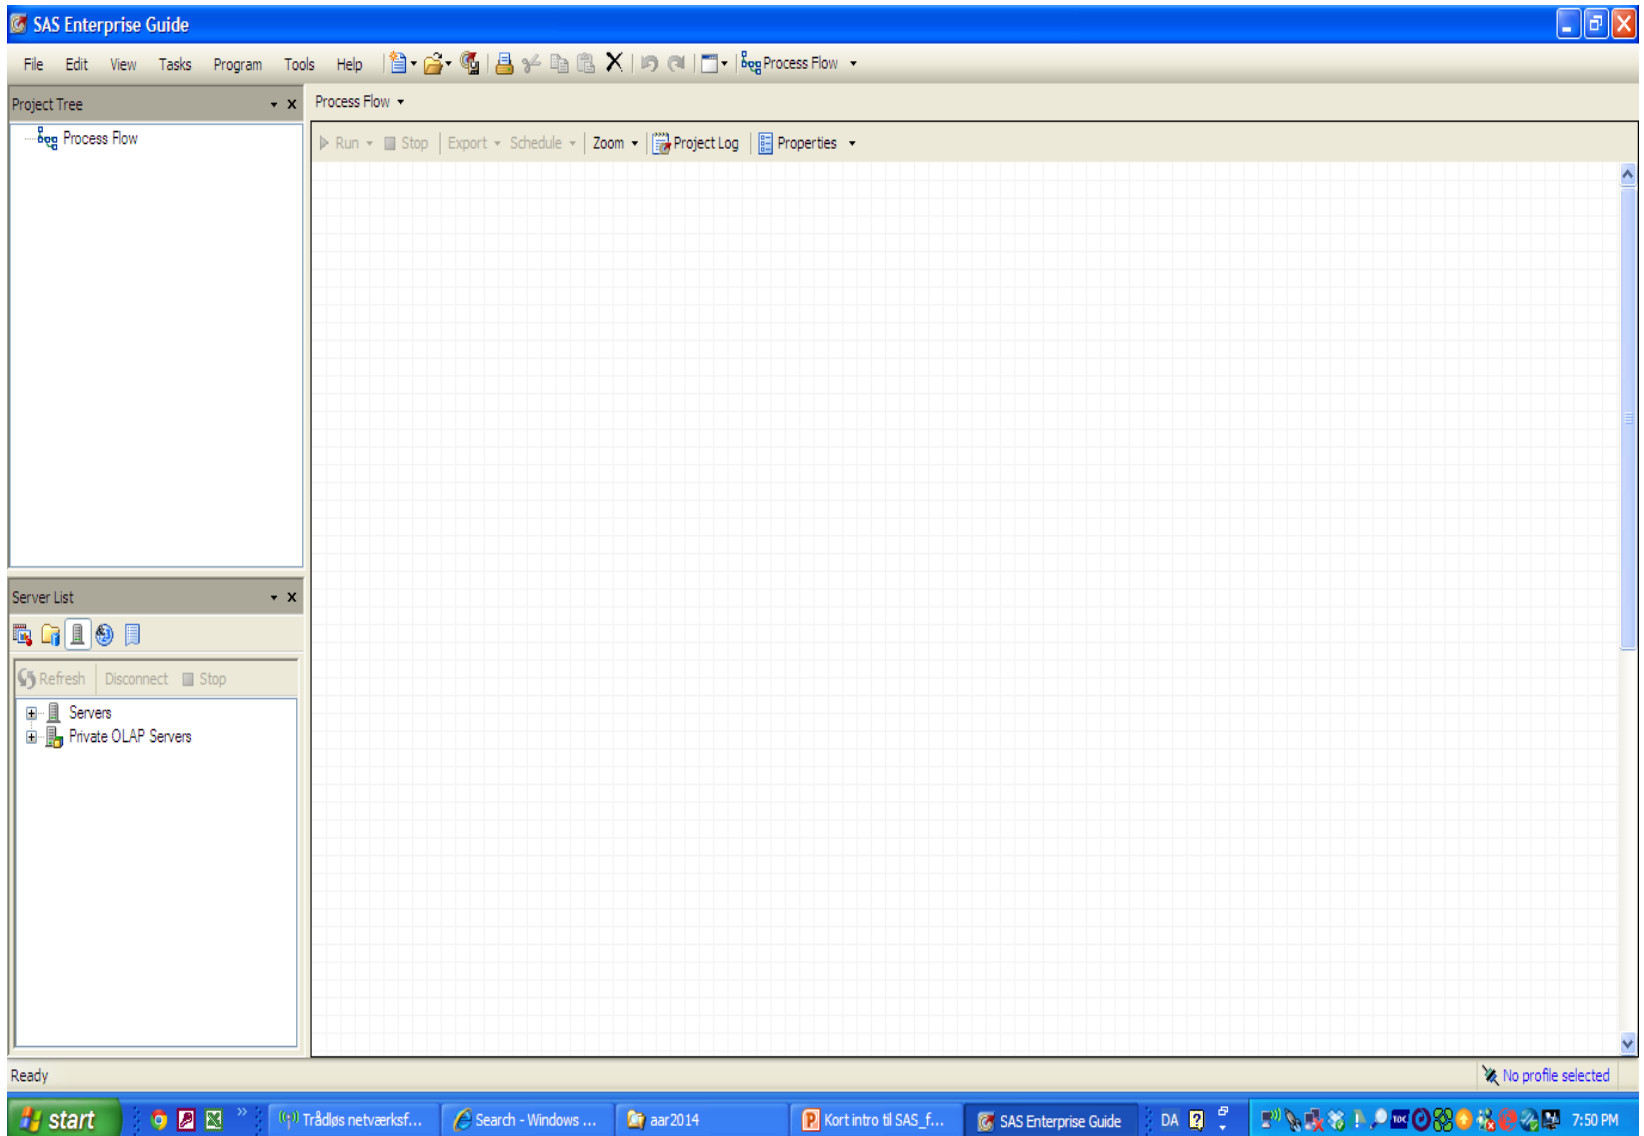 SAS Enterprise Guide
File Edit View Tasks Program Tools Help Process Flow
Project Tree
Process Flow
Process Flow
Run Stop Export Schedule Zoom Project Log Properties
Server List
Refresh Disconnect Stop
Servers
Private OLAP Servers
Ready
No profile selected
start Trådløs netværksf... Search - Windows ... aar2014 Kort intro til SAS_f... SAS Enterprise Guide DA 7:50 PM